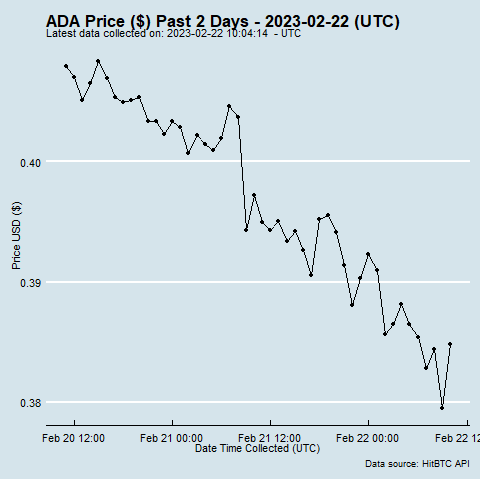 ADA Price ($) Past 2 Days - 2023-02-22 (UTC)
Latest data collected on: 2023-02-22 10:04:14 - UTC
0.40
0.39
0.38
Price USD ($)
Feb 20 12:00 Feb 21 00:00 Feb 21 12:00 Feb 22 00:00 Feb 22 12
Date Time Collected (UTC)
Data source: HitBTC API